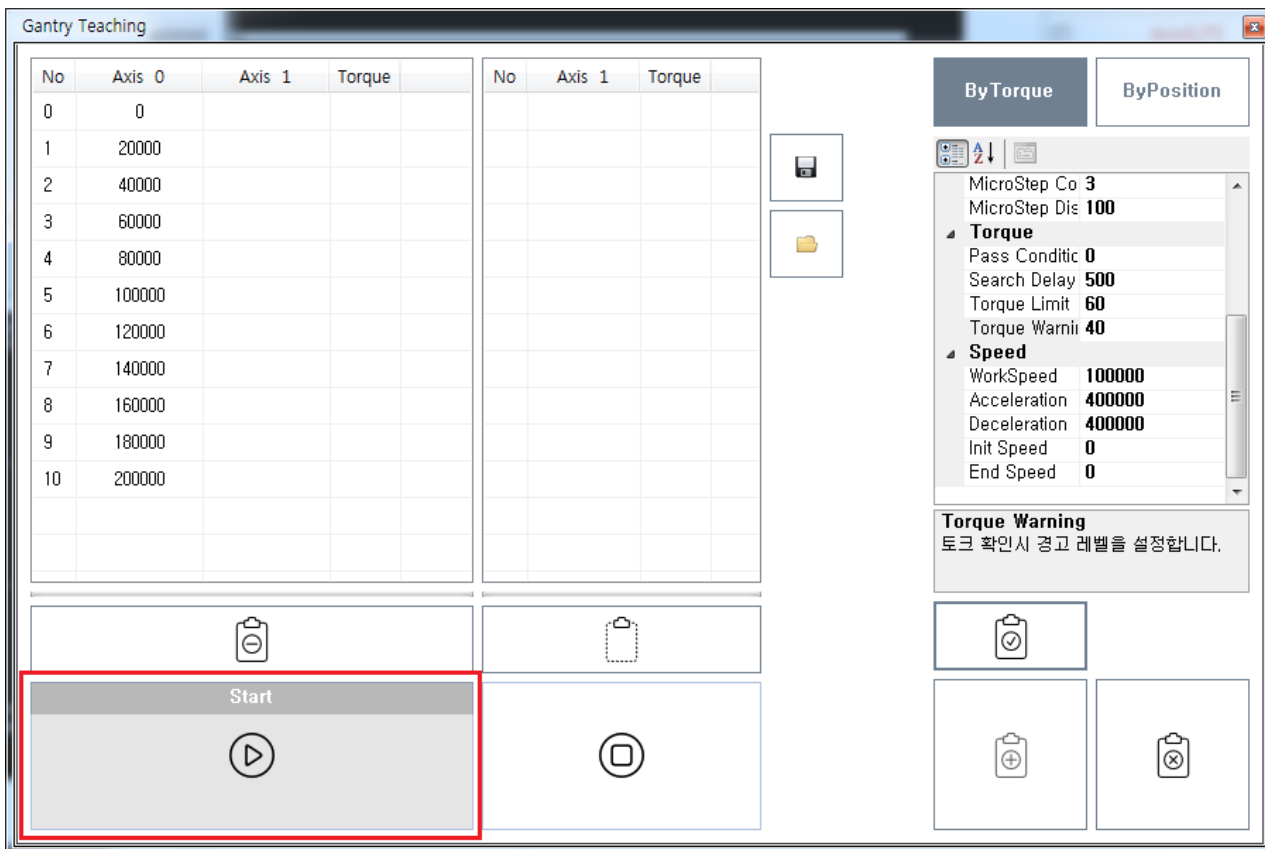 Gantry Teaching
No Axis 0 Axis 1 Torque
0 0
1 20000
2 40000
3 60000
4 80000
5 100000
6 120000
7 140000
8 160000
9 180000
10 200000
No Axis 1 Torque
Start
ByTorque ByPosition
MicroStep Co 3
MicroStep Dis 100
Torque
Pass Conditic 0
Search Delay 500
Torque Limit 60
Torque Warnin 40
Speed
WorkSpeed 100000
Acceleration 400000
Deceleration 400000
Init Speed 0
End Speed 0
Torque Warning
토크 확인시 경고 레벨을 설정합니다.